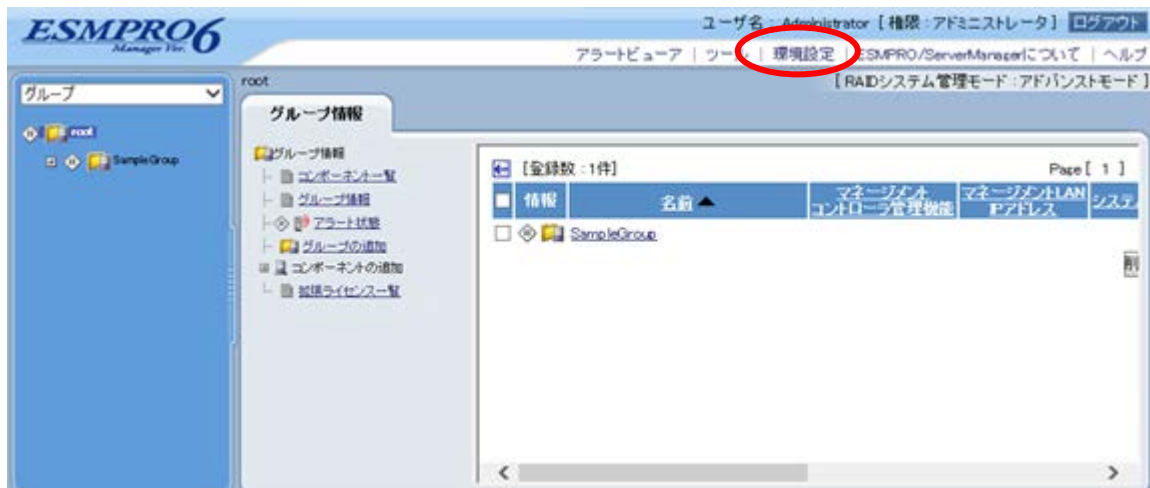 ESMPRO6
Manager Ver.
ユーザ名 : Administrator [ 権限 : アドミニストレータ ] ログアウト
アラートビューア | ツール | 環境設定 | ESMPRO/ServerManagerについて | ヘルプ
グループ
root
SampleGroup
root
[ RAIDシステム管理モード : アドバンストモード ]
グループ情報
グループ情報
コンポーネント一覧
グループ情報
アラート状態
グループの追加
コンポーネントの追加
拡張ライセンス一覧
[登録数 : 1件]
Page [ 1 ]
情報 名前 ▲ マネージメントコントローラ管理機能 マネージメントLAN IPアドレス システ
SampleGroup
削